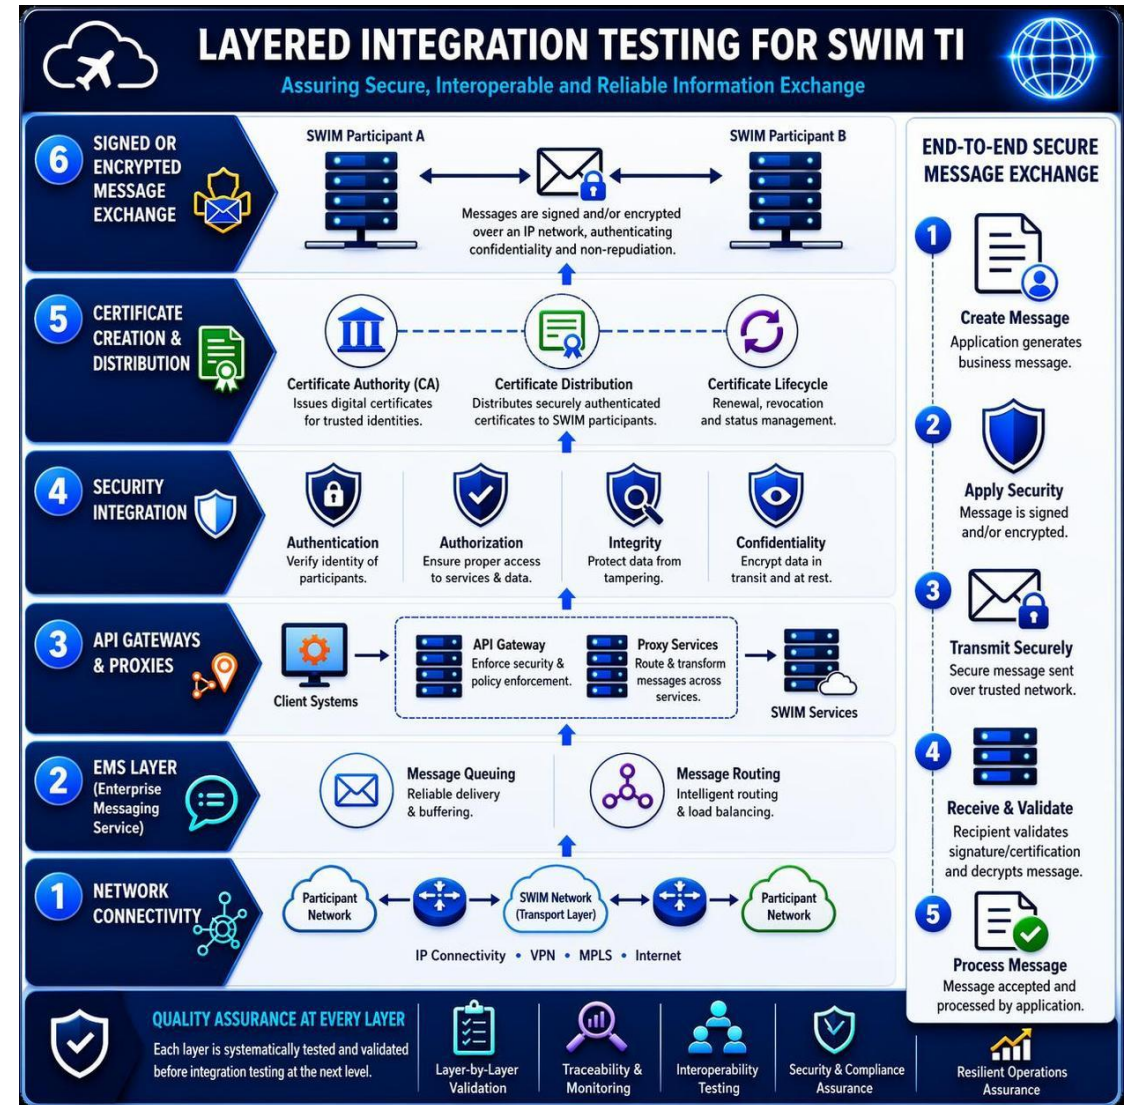 LAYERED INTEGRATION TESTING FOR SWIM TI
Assuring Secure, Interoperable and Reliable Information Exchange
6
SIGNED OR
ENCRYPTED
MESSAGE
EXCHANGE
SWIM Participant A
SWIM Participant B
Messages are signed and/or encrypted
over an IP network, authenticating
confidentiality and non-repudiation.
5
CERTIFICATE
CREATION &
DISTRIBUTION
Certificate Authority (CA)
Issues digital certificates
for trusted identities.
Certificate Distribution
Distributes securely authenticated
certificates to SWIM participants.
Certificate Lifecycle
Renewal, revocation
and status management.
4
SECURITY
INTEGRATION
Authentication
Verify identity of
participants.
Authorization
Ensure proper access
to services & data.
Integrity
Protect data from
tampering.
Confidentiality
Encrypt data in
transit and at rest.
3
API GATEWAYS
& PROXIES
Client Systems
API Gateway
Enforce security &
policy enforcement.
Proxy Services
Route & transform
messages across
services.
SWIM Services
2
EMS LAYER
(Enterprise
Messaging
Service)
Message Queuing
Reliable delivery
& buffering.
Message Routing
Intelligent routing
& load balancing.
1
NETWORK
CONNECTIVITY
Participant
Network
SWIM Network
(Transport Layer)
Participant
Network
IP Connectivity • VPN • MPLS • Internet
END-TO-END SECURE
MESSAGE EXCHANGE
1
Create Message
Application generates
business message.
2
Apply Security
Message is signed
and/or encrypted.
3
Transmit Securely
Secure message sent
over trusted network.
4
Receive & Validate
Recipient validates
signature/certification
and decrypts message.
5
Process Message
Message accepted and
processed by application.
QUALITY ASSURANCE AT EVERY LAYER
Each layer is systematically tested and validated
before integration testing at the next level.
Layer-by-Layer
Validation
Traceability &
Monitoring
Interoperability
Testing
Security & Compliance
Assurance
Resilient Operations
Assurance